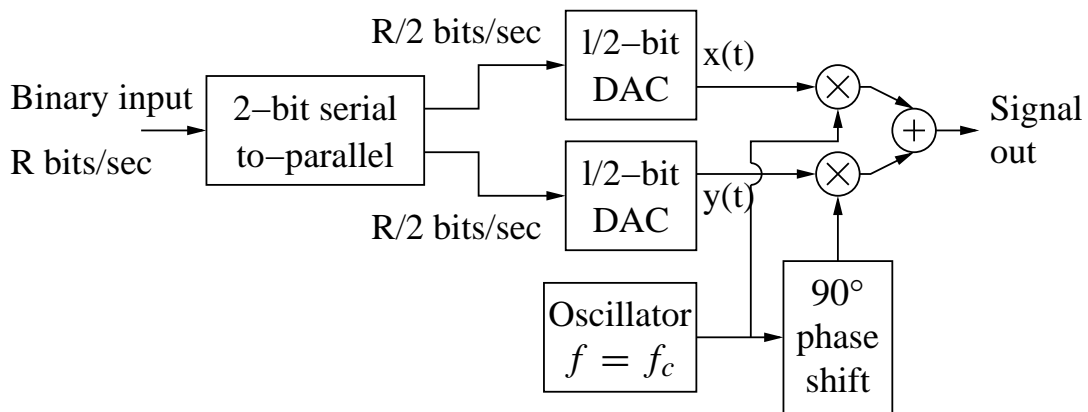 R/2 bits/sec
l/2−bit
DAC
x(t)
Binary input
R bits/sec
2−bit serial
to−parallel
×
+
Signal
out
R/2 bits/sec
l/2−bit
DAC
y(t)
×
Oscillator
f = f_c
90°
phase
shift